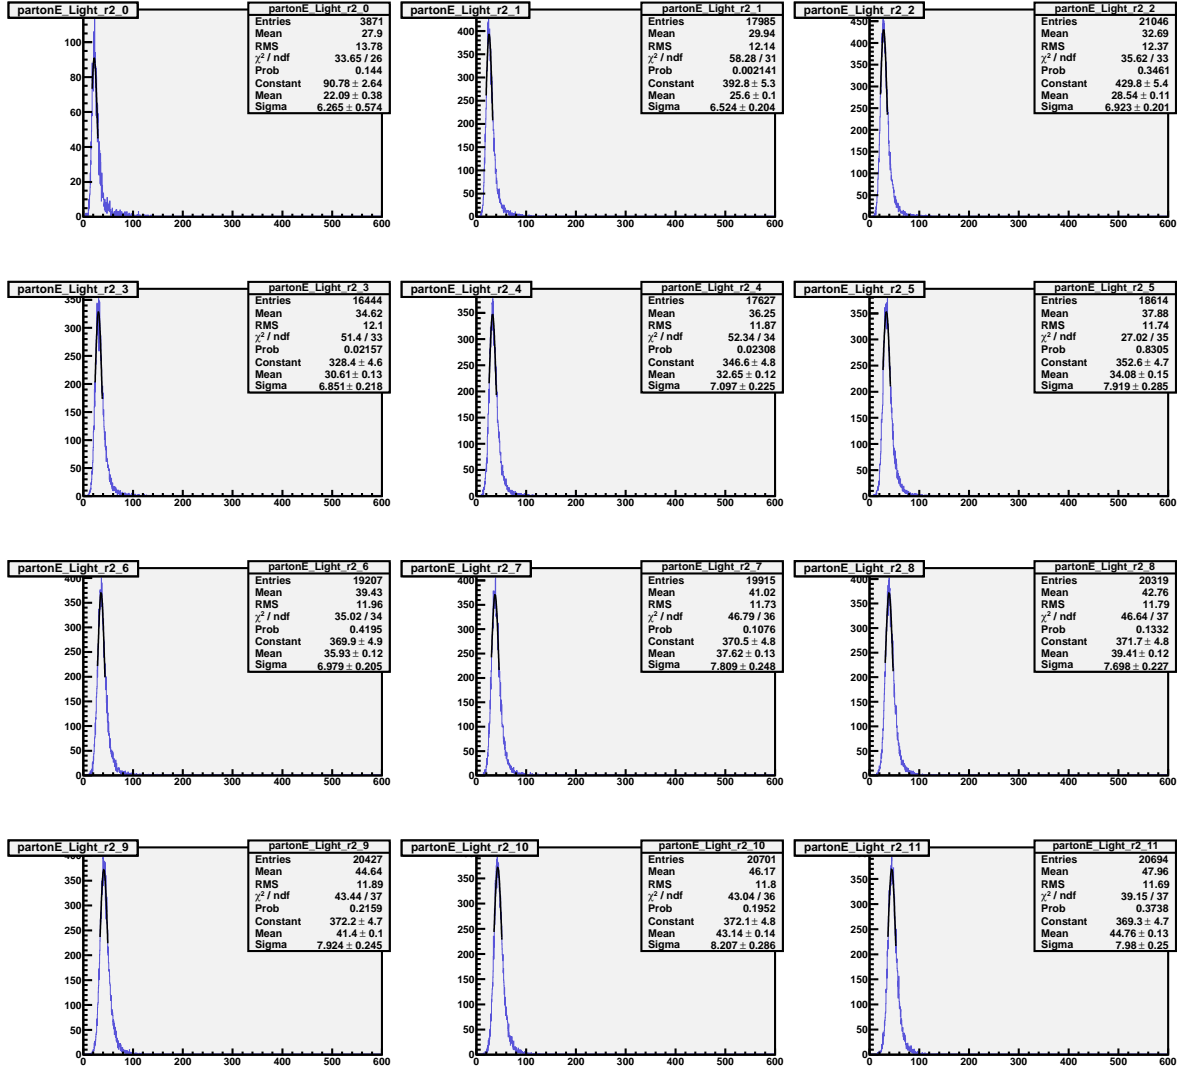 partonE_Light_r2_0
partonE_Light_r2_0
Entries 3871
Mean 27.9
RMS 13.78
χ² / ndf 33.65 / 26
Prob 0.144
Constant 90.78 ± 2.64
Mean 22.09 ± 0.38
Sigma 6.265 ± 0.574
100
80
60
40
20
0
0 100 200 300 400 500 600
partonE_Light_r2_1
partonE_Light_r2_1
Entries 17985
Mean 29.94
RMS 12.14
χ² / ndf 58.28 / 31
Prob 0.002141
Constant 392.8 ± 5.3
Mean 25.6 ± 0.1
Sigma 6.524 ± 0.204
400
350
300
250
200
150
100
50
0
0 100 200 300 400 500 600
partonE_Light_r2_2
partonE_Light_r2_2
Entries 21046
Mean 32.69
RMS 12.37
χ² / ndf 35.62 / 33
Prob 0.3461
Constant 429.8 ± 5.4
Mean 28.54 ± 0.11
Sigma 6.923 ± 0.201
450
400
350
300
250
200
150
100
50
0
0 100 200 300 400 500 600
partonE_Light_r2_3
partonE_Light_r2_3
Entries 16444
Mean 34.62
RMS 12.1
χ² / ndf 51.4 / 33
Prob 0.02157
Constant 328.4 ± 4.6
Mean 30.61 ± 0.13
Sigma 6.851 ± 0.218
350
300
250
200
150
100
50
0
0 100 200 300 400 500 600
partonE_Light_r2_4
partonE_Light_r2_4
Entries 17627
Mean 36.25
RMS 11.87
χ² / ndf 52.34 / 34
Prob 0.02308
Constant 346.6 ± 4.8
Mean 32.65 ± 0.12
Sigma 7.097 ± 0.225
350
300
250
200
150
100
50
0
0 100 200 300 400 500 600
partonE_Light_r2_5
partonE_Light_r2_5
Entries 18614
Mean 37.88
RMS 11.74
χ² / ndf 27.02 / 35
Prob 0.8305
Constant 352.6 ± 4.7
Mean 34.08 ± 0.15
Sigma 7.919 ± 0.285
350
300
250
200
150
100
50
0
0 100 200 300 400 500 600
partonE_Light_r2_6
partonE_Light_r2_6
Entries 19207
Mean 39.43
RMS 11.96
χ² / ndf 35.02 / 34
Prob 0.4195
Constant 369.9 ± 4.9
Mean 35.93 ± 0.12
Sigma 6.979 ± 0.205
400
350
300
250
200
150
100
50
0
0 100 200 300 400 500 600
partonE_Light_r2_7
partonE_Light_r2_7
Entries 19915
Mean 41.02
RMS 11.73
χ² / ndf 46.79 / 36
Prob 0.1076
Constant 370.5 ± 4.8
Mean 37.62 ± 0.13
Sigma 7.809 ± 0.248
400
350
300
250
200
150
100
50
0
0 100 200 300 400 500 600
partonE_Light_r2_8
partonE_Light_r2_8
Entries 20319
Mean 42.76
RMS 11.79
χ² / ndf 46.64 / 37
Prob 0.1332
Constant 371.7 ± 4.8
Mean 39.41 ± 0.12
Sigma 7.698 ± 0.227
400
350
300
250
200
150
100
50
0
0 100 200 300 400 500 600
partonE_Light_r2_9
partonE_Light_r2_9
Entries 20427
Mean 44.64
RMS 11.89
χ² / ndf 43.44 / 37
Prob 0.2159
Constant 372.2 ± 4.7
Mean 41.4 ± 0.1
Sigma 7.924 ± 0.245
400
350
300
250
200
150
100
50
0
0 100 200 300 400 500 600
partonE_Light_r2_10
partonE_Light_r2_10
Entries 20701
Mean 46.17
RMS 11.8
χ² / ndf 43.04 / 36
Prob 0.1952
Constant 372.1 ± 4.8
Mean 43.14 ± 0.14
Sigma 8.207 ± 0.286
350
300
250
200
150
100
50
0
0 100 200 300 400 500 600
partonE_Light_r2_11
partonE_Light_r2_11
Entries 20694
Mean 47.96
RMS 11.69
χ² / ndf 39.15 / 37
Prob 0.3738
Constant 369.3 ± 4.7
Mean 44.76 ± 0.13
Sigma 7.98 ± 0.25
350
300
250
200
150
100
50
0
0 100 200 300 400 500 600